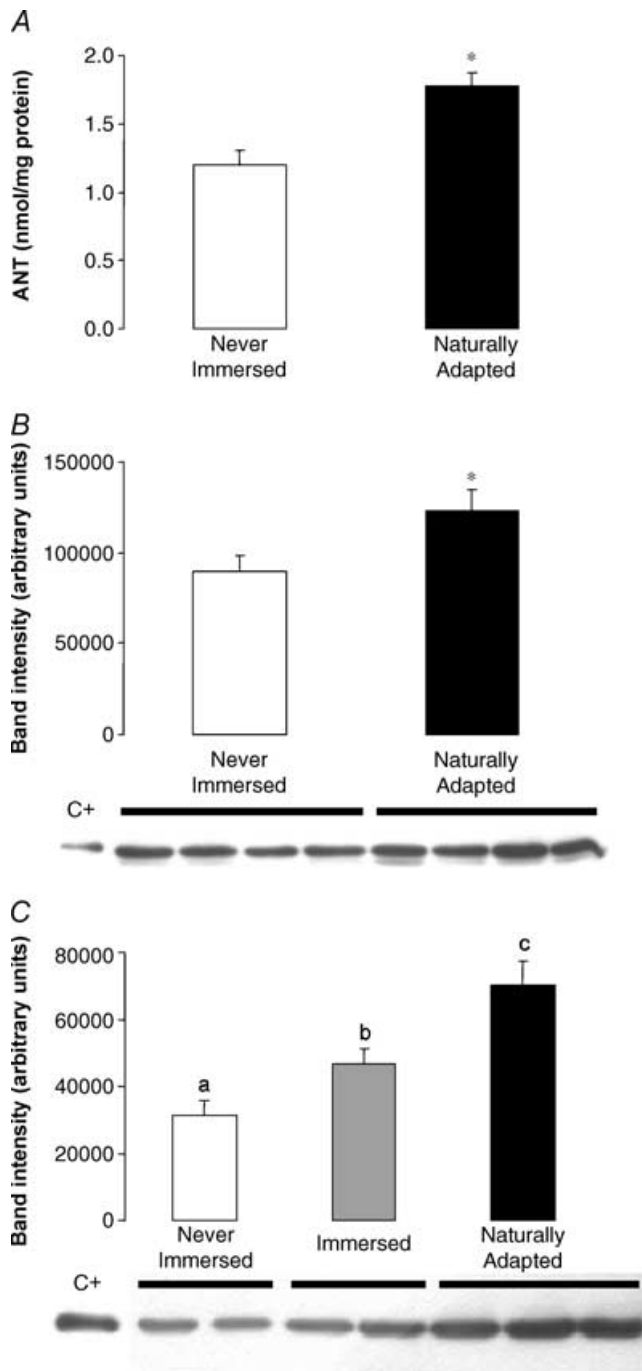 A
ANT (nmol/mg protein)
2.0
*
1.5
1.0
0.5
0.0
Never
Immersed
Naturally
Adapted
B
Band intensity (arbitrary units)
150000
*
100000
50000
0
Never
Immersed
Naturally
Adapted
C+
C
Band intensity (arbitrary units)
80000
c
60000
b
40000
a
20000
0
Never
Immersed
Immersed
Naturally
Adapted
C+